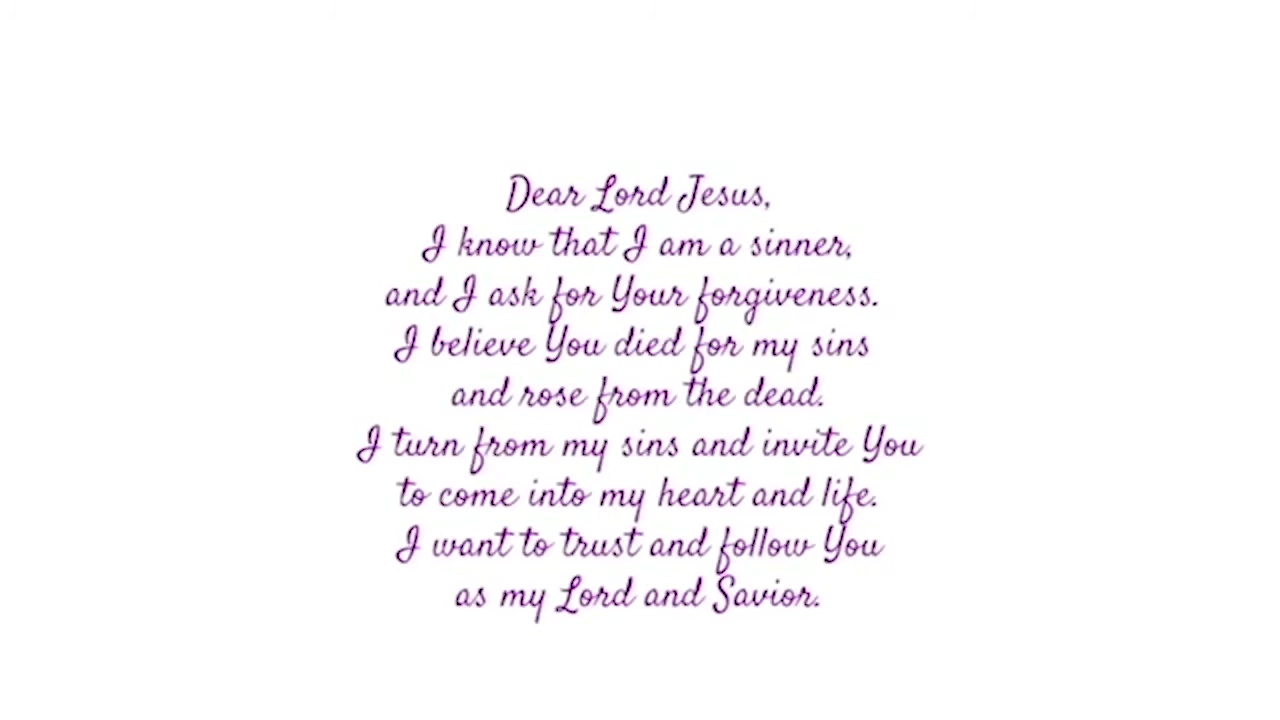 Dear Lord Jesus,
I know that I am a sinner,
and I ask for Your forgiveness.
I believe You died for my sins
and rose from the dead.
I turn from my sins and invite You
to come into my heart and life.
I want to trust and follow You
as my Lord and Savior.